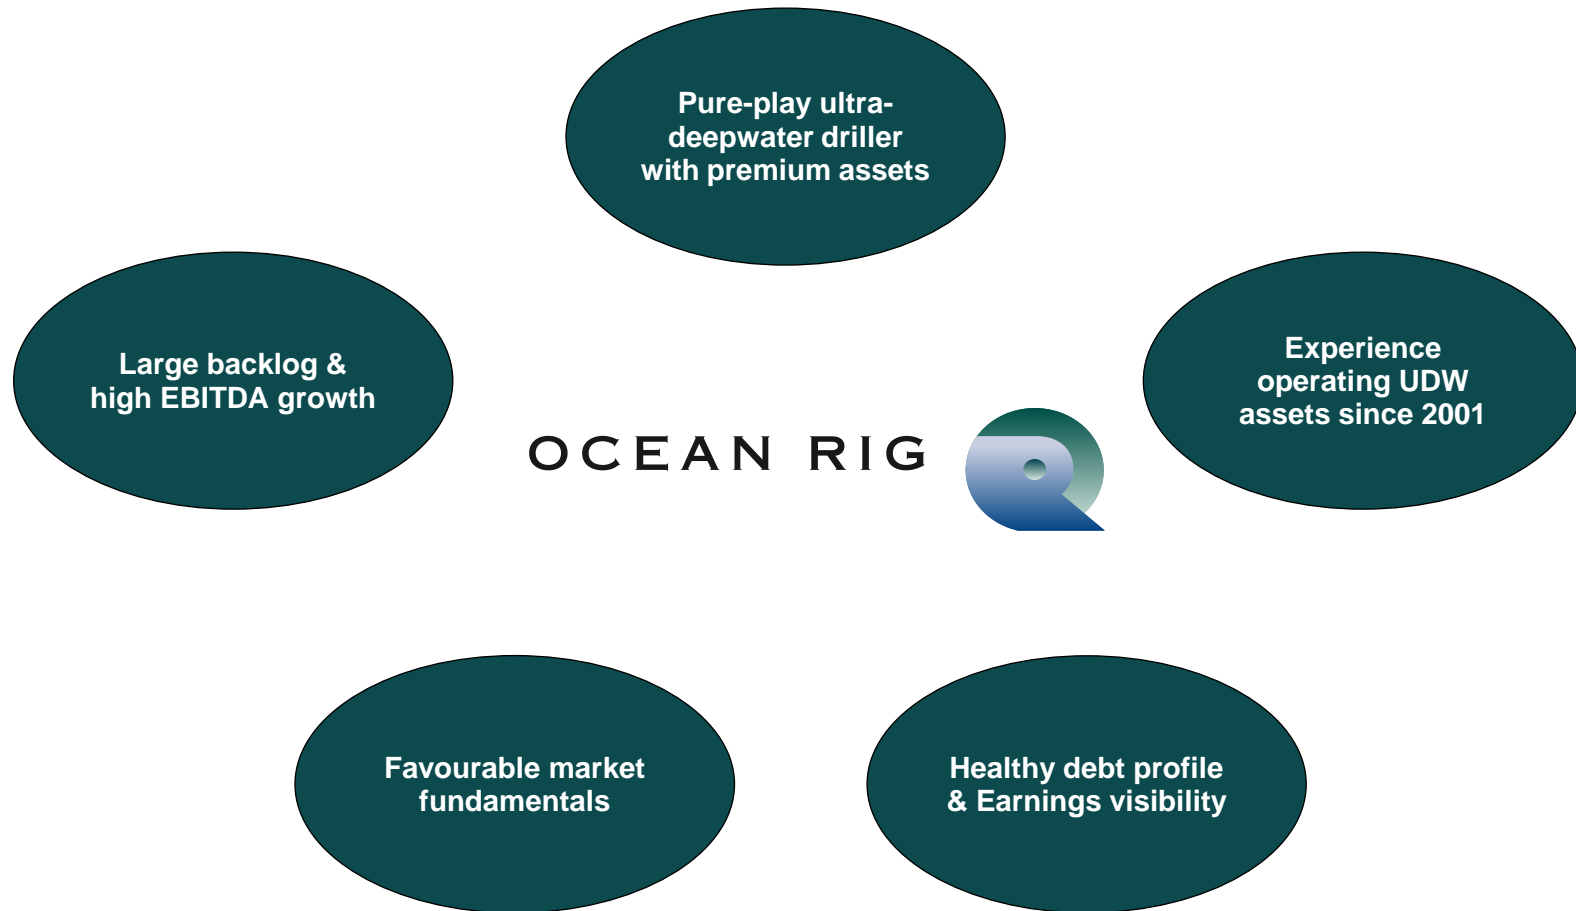 Pure-play ultra-
deepwater driller
with premium assets
Large backlog &
high EBITDA growth
Experience
operating UDW
assets since 2001
OCEAN RIG
Favourable market
fundamentals
Healthy debt profile
& Earnings visibility